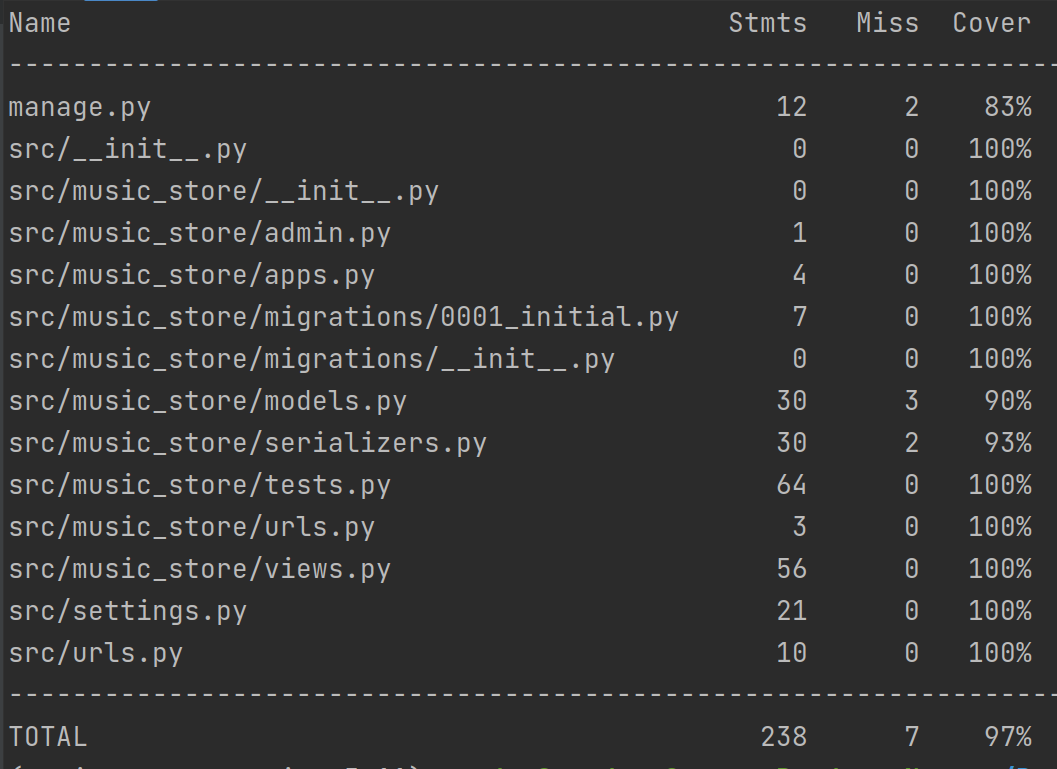 Name Stmts Miss Cover
--------------------------------------------------------------------
manage.py 12 2 83%
src/__init__.py 0 0 100%
src/music_store/__init__.py 0 0 100%
src/music_store/admin.py 1 0 100%
src/music_store/apps.py 4 0 100%
src/music_store/migrations/0001_initial.py 7 0 100%
src/music_store/migrations/__init__.py 0 0 100%
src/music_store/models.py 30 3 90%
src/music_store/serializers.py 30 2 93%
src/music_store/tests.py 64 0 100%
src/music_store/urls.py 3 0 100%
src/music_store/views.py 56 0 100%
src/settings.py 21 0 100%
src/urls.py 10 0 100%
--------------------------------------------------------------------
TOTAL 238 7 97%